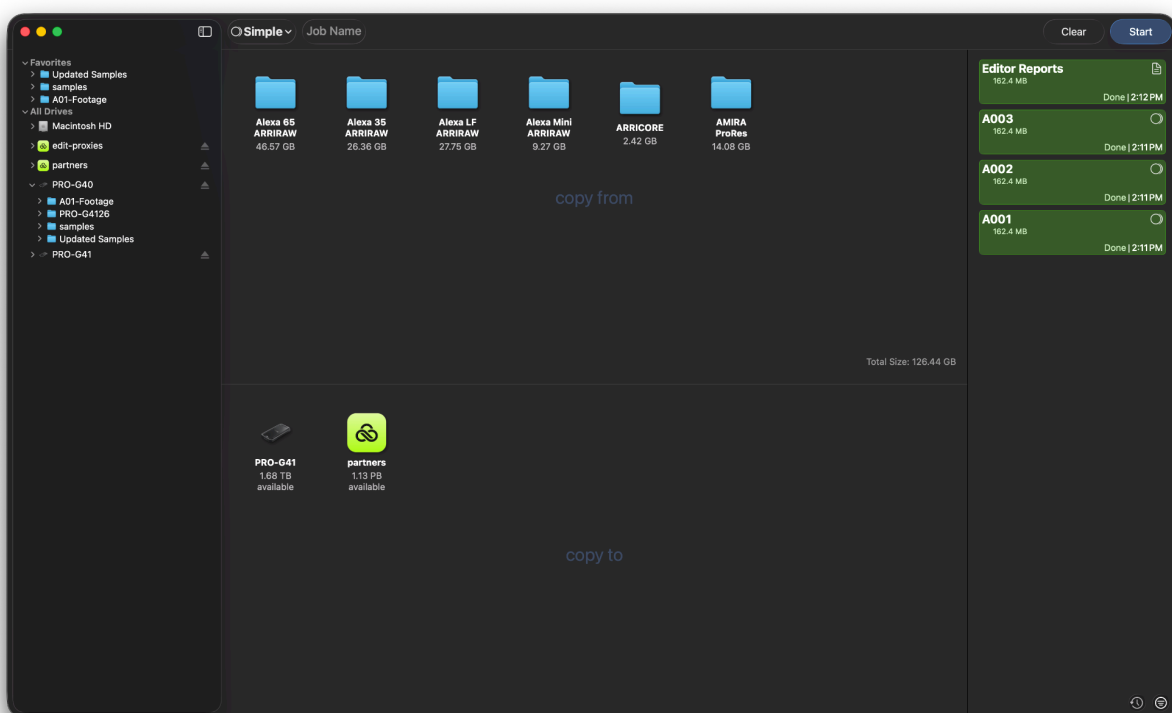 Simple
Job Name
Clear
Start
Favorites
Updated Samples
samples
A01-Footage
All Drives
Macintosh HD
edit-proxies
partners
PRO-G40
A01-Footage
PRO-G4126
samples
Updated Samples
PRO-G41
Alexa 65
ARRIRAW
46.57 GB
Alexa 35
ARRIRAW
26.36 GB
Alexa LF
ARRIRAW
27.75 GB
Alexa Mini
ARRIRAW
9.27 GB
ARRICORE
2.42 GB
AMIRA
ProRes
14.08 GB
copy from
Total Size: 126.44 GB
PRO-G41
1.68 TB
available
partners
1.13 PB
available
copy to
Editor Reports
162.4 MB
Done | 2:12 PM
A003
162.4 MB
Done | 2:11 PM
A002
162.4 MB
Done | 2:11 PM
A001
162.4 MB
Done | 2:11 PM